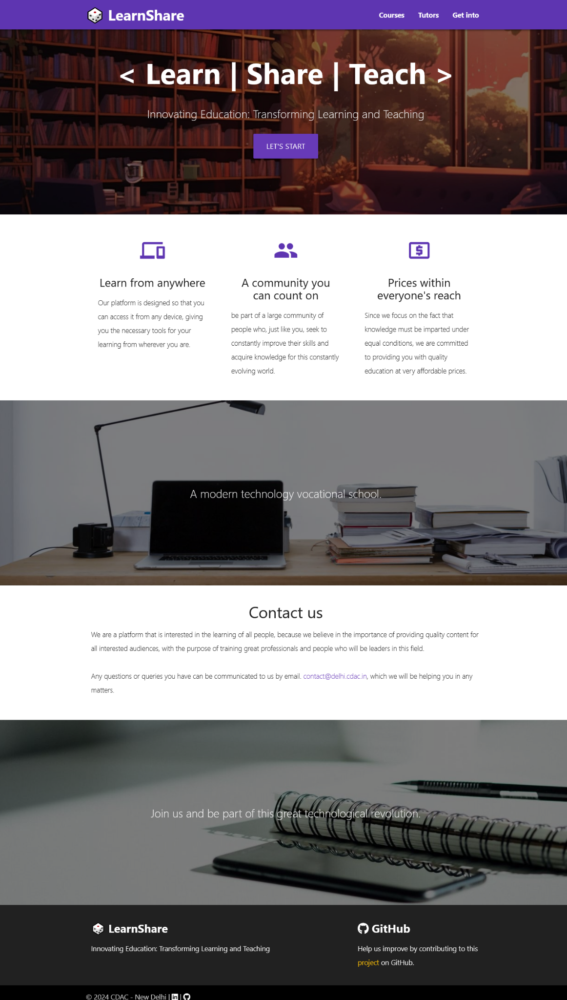 LearnShare
Courses Tutors Get into
< Learn | Share | Teach >
Innovating Education: Transforming Learning and Teaching
LET'S START
Learn from anywhere
Our platform is designed so that you
can access it from any device, giving
you the necessary tools for your
learning from wherever you are.
A community you
can count on
be part of a large community of
people who, just like you, seek to
constantly improve their skills and
acquire knowledge for this constantly
evolving world.
Prices within
everyone's reach
Since we focus on the fact that
knowledge must be imparted under
equal conditions, we are committed
to providing you with quality
education at very affordable prices.
A modern technology vocational school.
Contact us
We are a platform that is interested in the learning of all people, because we believe in the importance of providing quality content for
all interested audiences, with the purpose of training great professionals and people who will be leaders in this field.
Any questions or queries you have can be communicated to us by email. contact@delhi.cdac.in, which we will be helping you in any
matters.
Join us and be part of this great technological revolution.
LearnShare
Innovating Education: Transforming Learning and Teaching
GitHub
Help us improve by contributing to this
project on GitHub.
© 2024 CDAC - New Delhi | in |